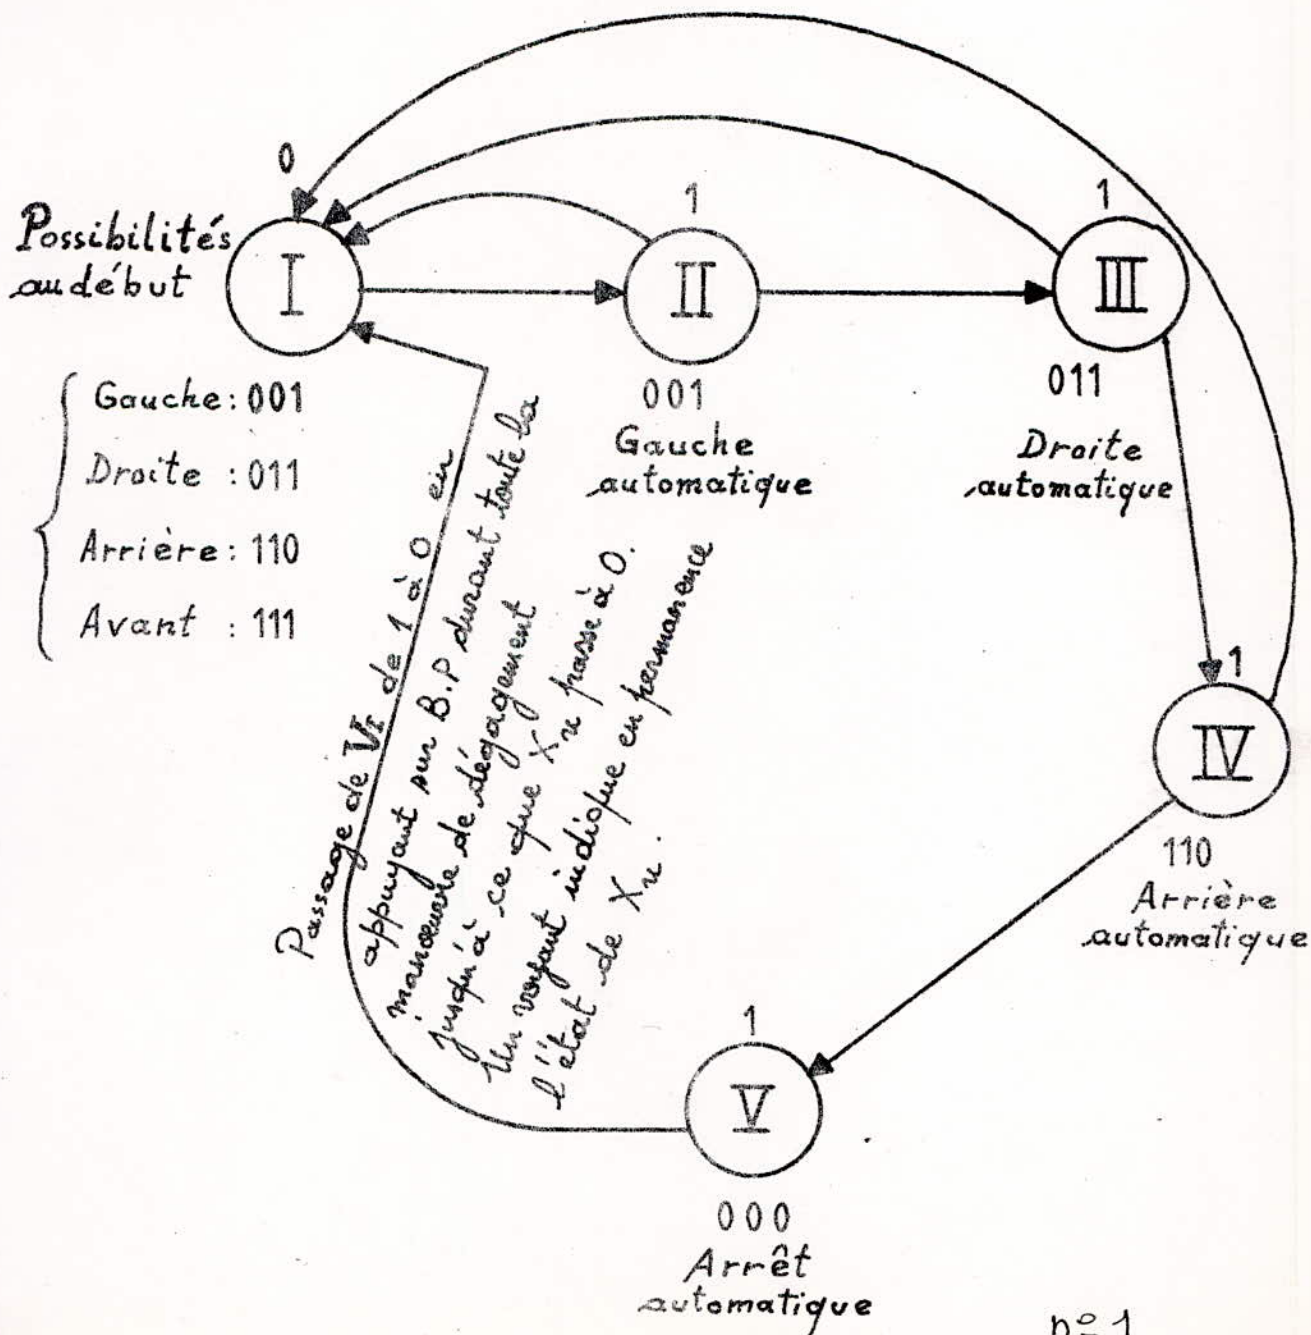 0
1
1
Possibilités
au début
I
II
III
Gauche : 001
Droite : 011
Arrière : 110
Avant : 111
001
Gauche
automatique
011
Droite
automatique
1
IV
110
Arrière
automatique
Passage de VI de 1 à 0 en
appuyant sur B.P durant toute la
manœuvre de dégagement
jusqu'à ce que Xu passe à 0.
Un voyant indique en permanence
l'état de Xu.
1
V
000
Arrêt
automatique
nº 1